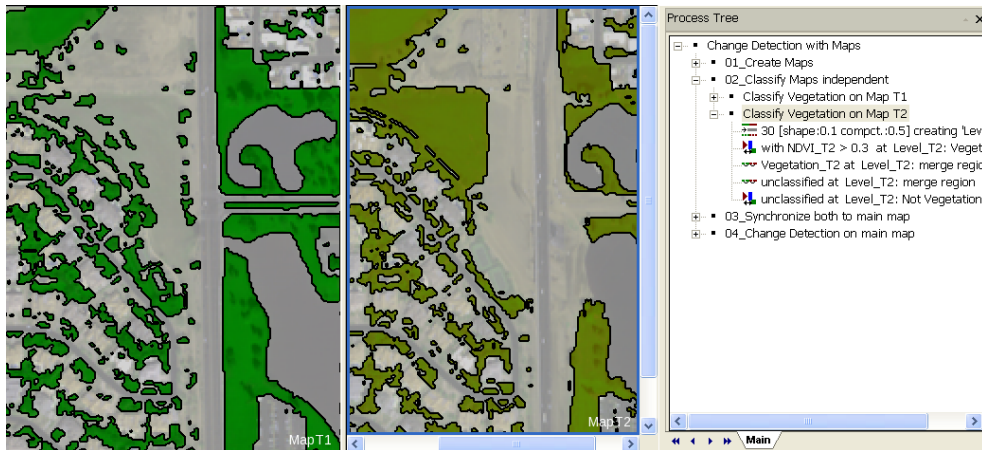 Process Tree
Change Detection with Maps
01_Create Maps
02_Classify Maps independent
Classify Vegetation on Map T1
Classify Vegetation on Map T2
30 [shape:0.1 compct.:0.5] creating 'Lev
with NDVI_T2 > 0.3 at Level_T2: Veget
Vegetation_T2 at Level_T2: merge region
unclassified at Level_T2: merge region
unclassified at Level_T2: Not Vegetation
03_Synchronize both to main map
04_Change Detection on main map
MapT1
MapT2
Main